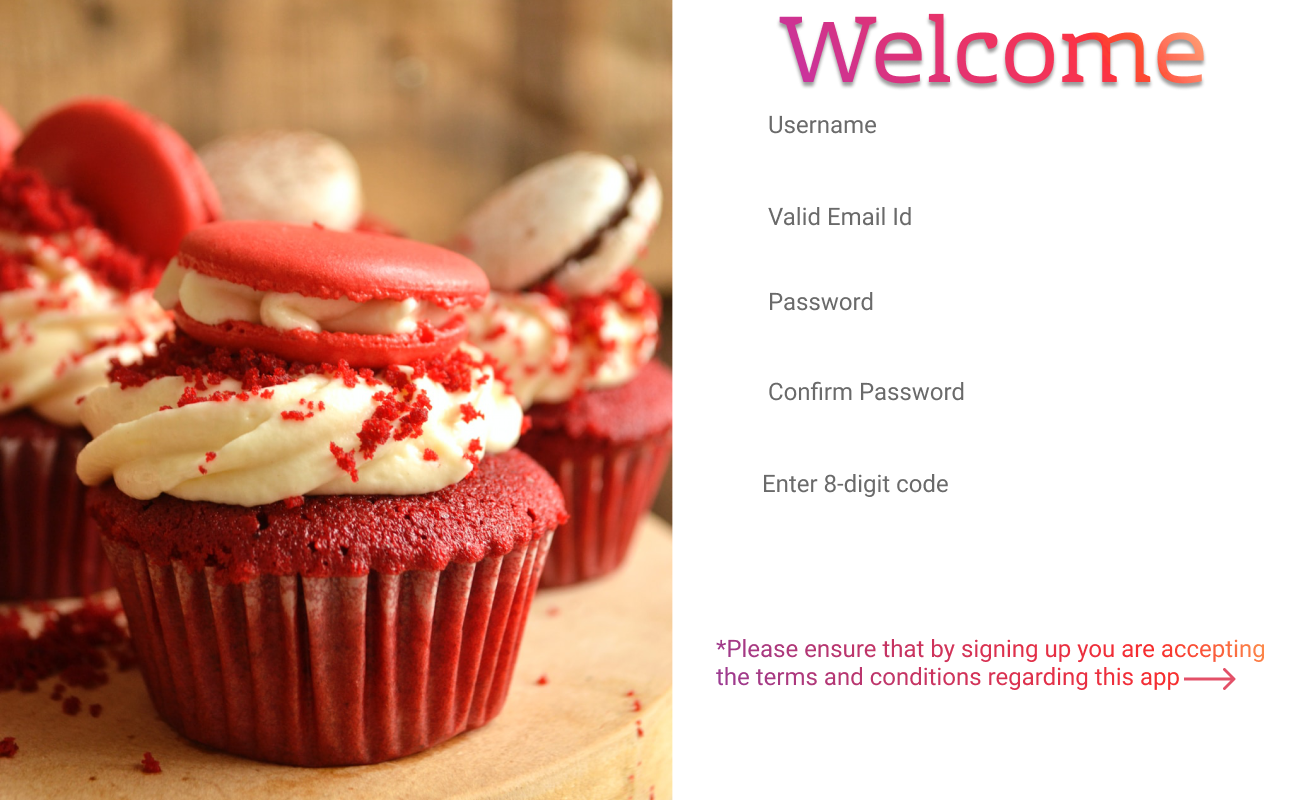 Welcome
Username
Valid Email Id
Password
Confirm Password
Enter 8-digit code
*Please ensure that by signing up you are accepting
the terms and conditions regarding this app